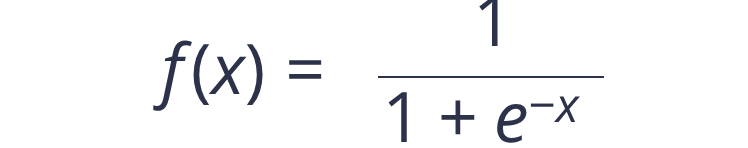 f(x) = 1 / (1 + e⁻ˣ)